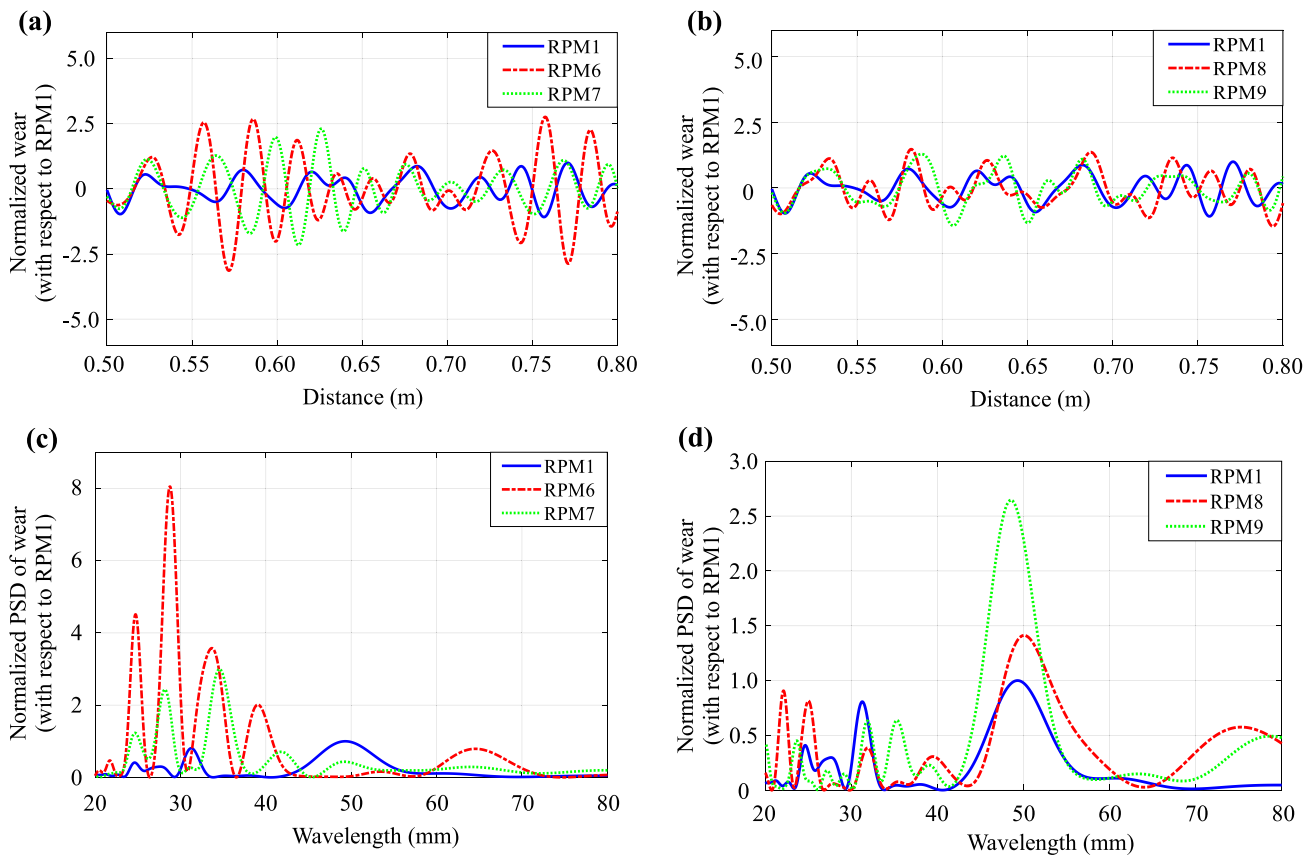 (a)
5.0
2.5
0
-2.5
-5.0
Normalized wear
(with respect to RPM1)
RPM1
RPM6
RPM7
0.50
0.55
0.60
0.65
0.70
0.75
0.80
Distance (m)
(b)
5.0
2.5
0
-2.5
-5.0
Normalized wear
(with respect to RPM1)
RPM1
RPM8
RPM9
0.50
0.55
0.60
0.65
0.70
0.75
0.80
Distance (m)
(c)
8
6
4
2
0
Normalized PSD of wear
(with respect to RPM1)
RPM1
RPM6
RPM7
20
30
40
50
60
70
80
Wavelength (mm)
(d)
3.0
2.5
2.0
1.5
1.0
0.5
0
Normalized PSD of wear
(with respect to RPM1)
RPM1
RPM8
RPM9
20
30
40
50
60
70
80
Wavelength (mm)